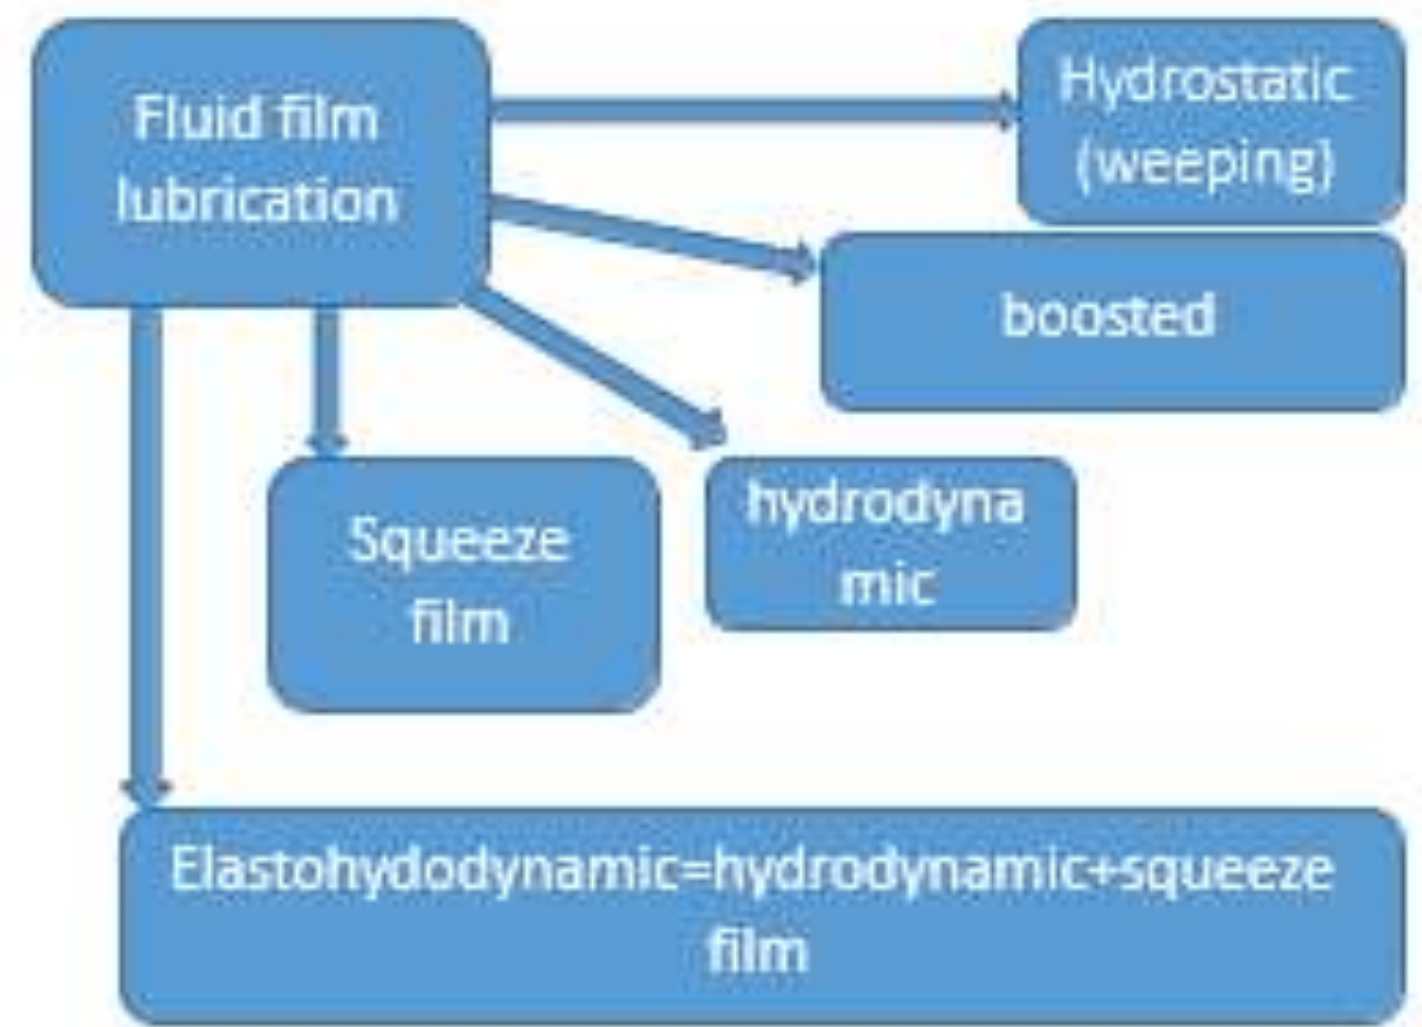 Fluid film
lubrication
Hydrostatic
(weeping)
boosted
hydrodyna
mic
Squeeze
film
Elastohydodynamic=hydrodynamic+squeeze
film